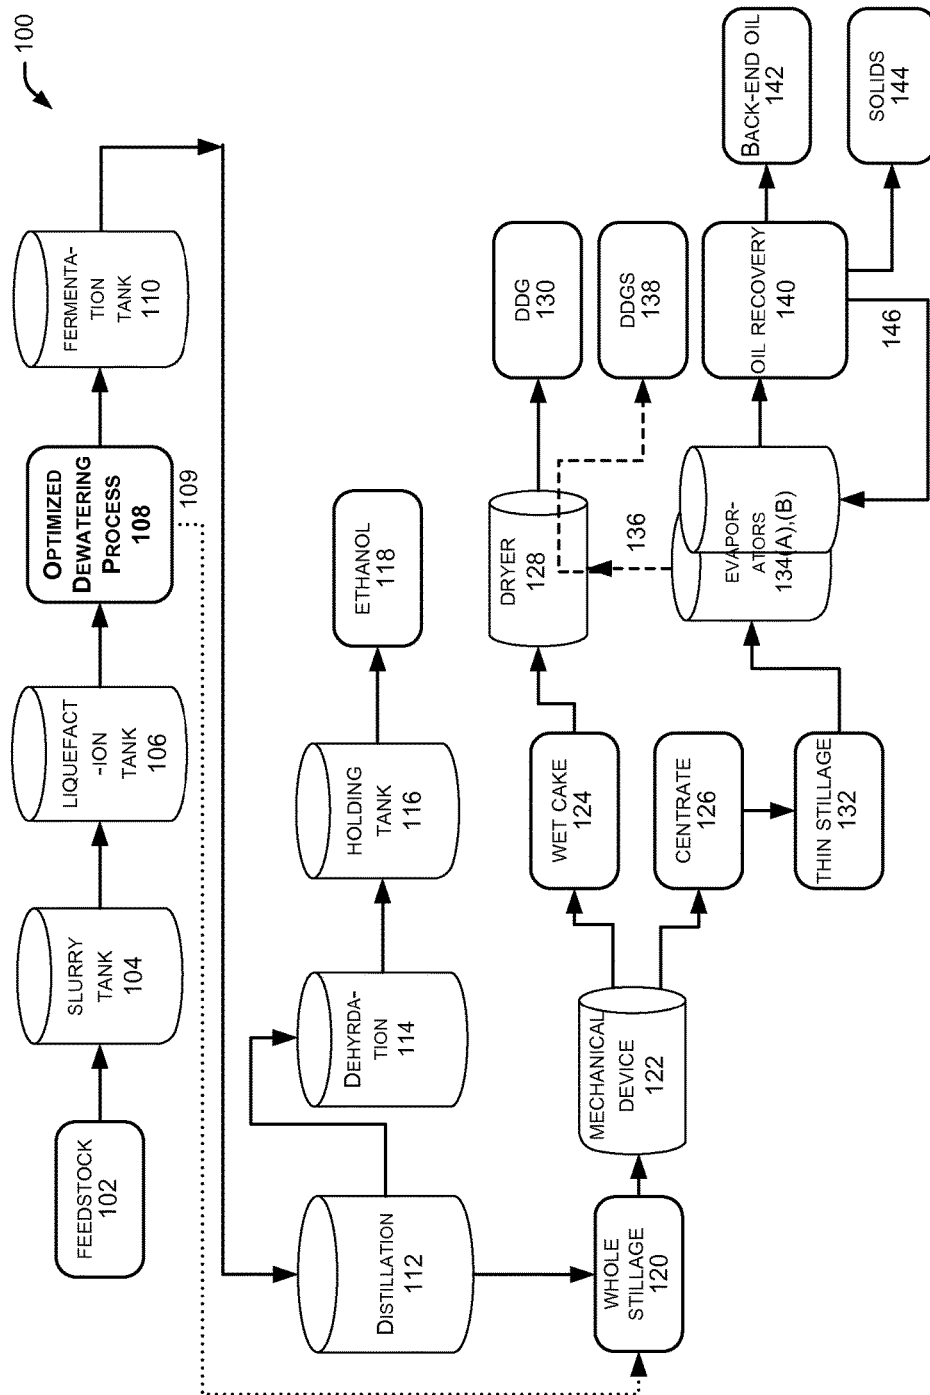 100
FEEDSTOCK
102
SLURRY
TANK
104
LIQUEFACT
-ION
TANK
106
OPTIMIZED
DEWATERING
PROCESS
108
109
FERMENTA-
TION
TANK
110
DISTILLATION
112
DEHYRDA-
TION
114
HOLDING
TANK
116
ETHANOL
118
WHOLE
STILLAGE
120
MECHANICAL
DEVICE
122
WET CAKE
124
CENTRATE
126
DRYER
128
DDG
130
THIN STILLAGE
132
EVAPOR-
ATORS
134(A),(B)
136
DDGS
138
OIL RECOVERY
140
BACK-END OIL
142
SOLIDS
144
146